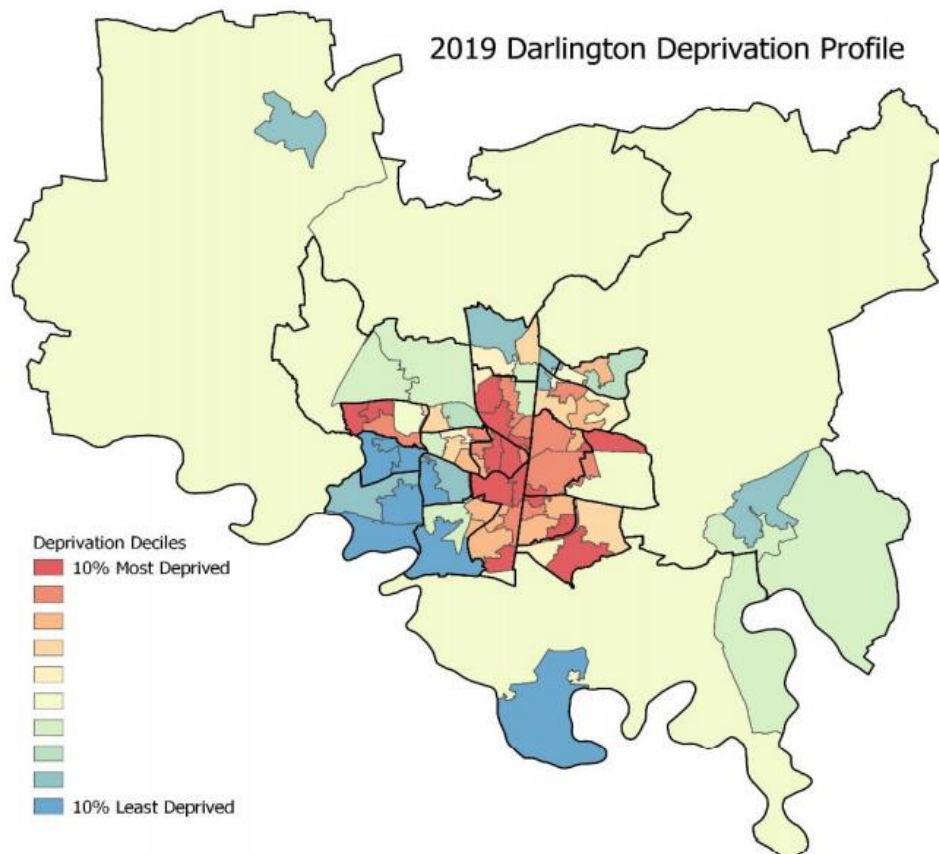 2019 Darlington Deprivation Profile
Deprivation Deciles
10% Most Deprived
10% Least Deprived